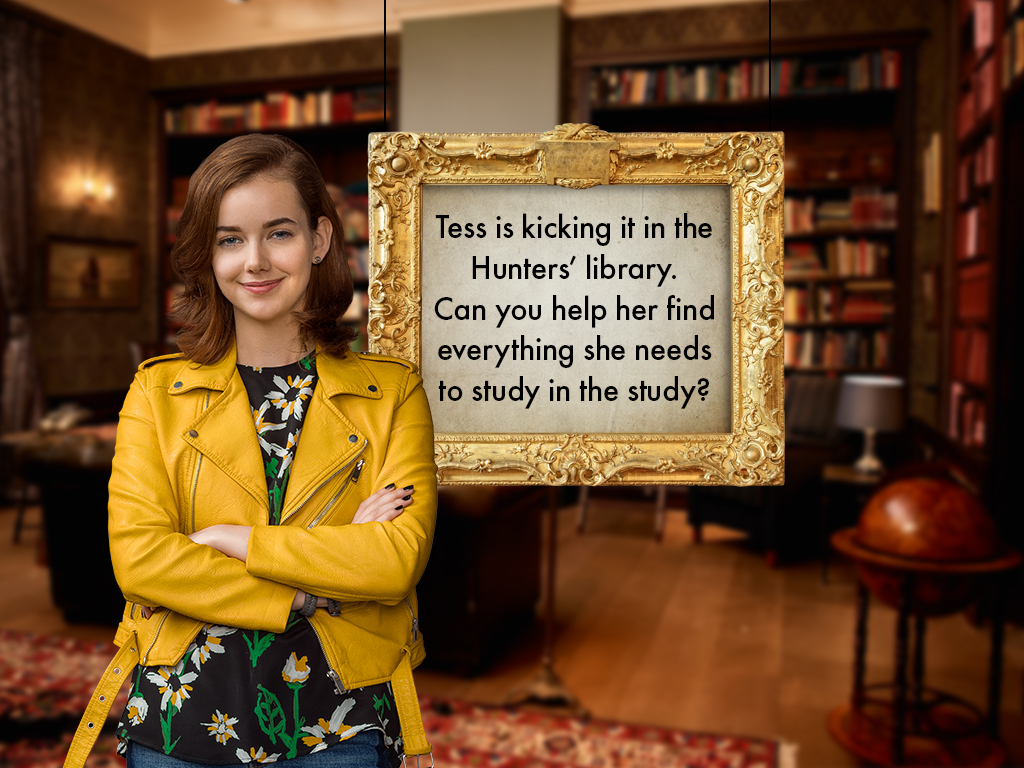 Tess is kicking it in the
Hunters’ library.
Can you help her find
everything she needs
to study in the study?